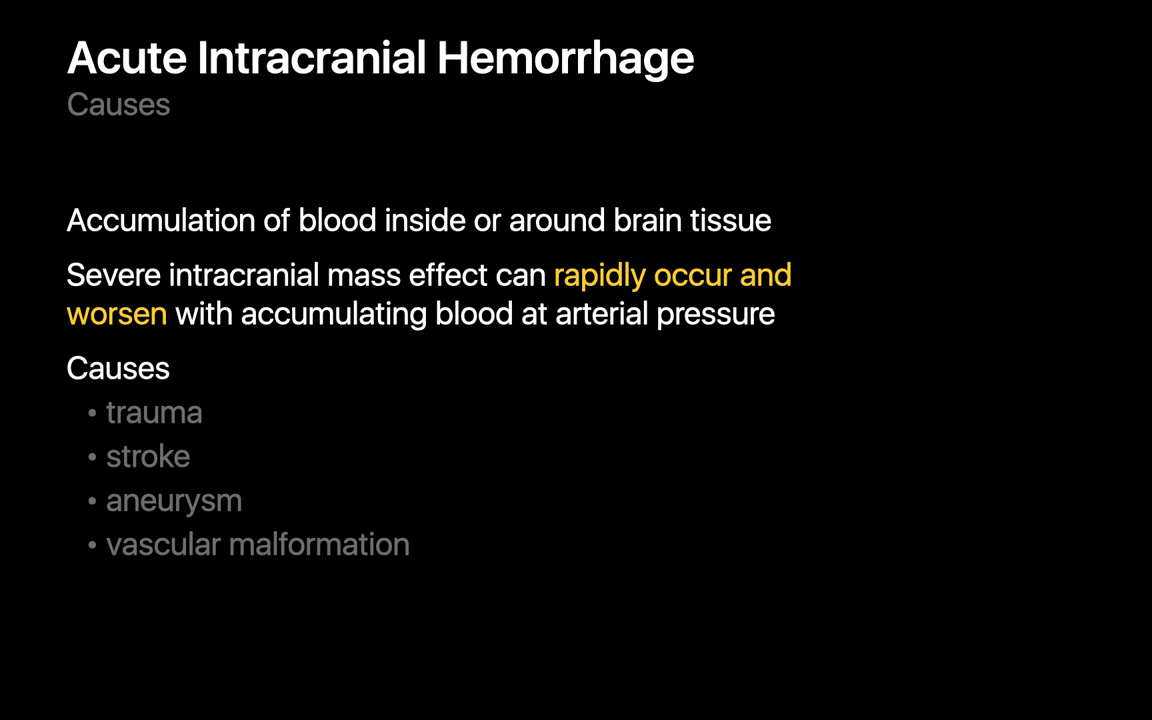 Acute Intracranial Hemorrhage
Causes
Accumulation of blood inside or around brain tissue
Severe intracranial mass effect can rapidly occur and
worsen with accumulating blood at arterial pressure
Causes
• trauma
• stroke
• aneurysm
• vascular malformation